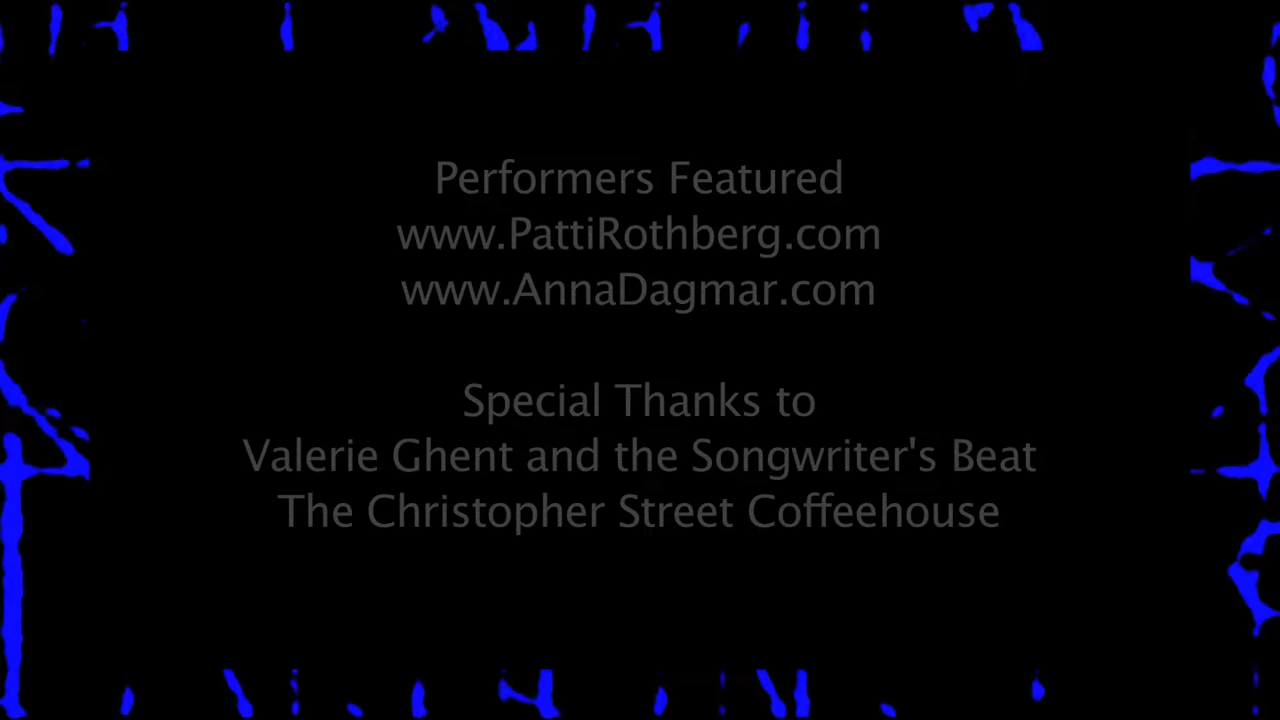 Performers Featured
www.PattiRothberg.com
www.AnnaDagmar.com
Special Thanks to
Valerie Ghent and the Songwriter's Beat
The Christopher Street Coffeehouse